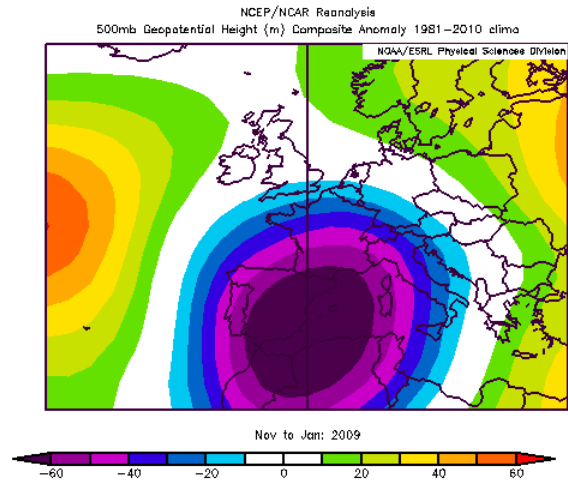 NCEP/NCAR Reanalysis
500mb Geopotential Height (m) Composite Anomaly 1981-2010 clima
NOAA/ESRL Physical Sciences Division
Nov to Jan: 2009
-60 -40 -20 0 20 40 60